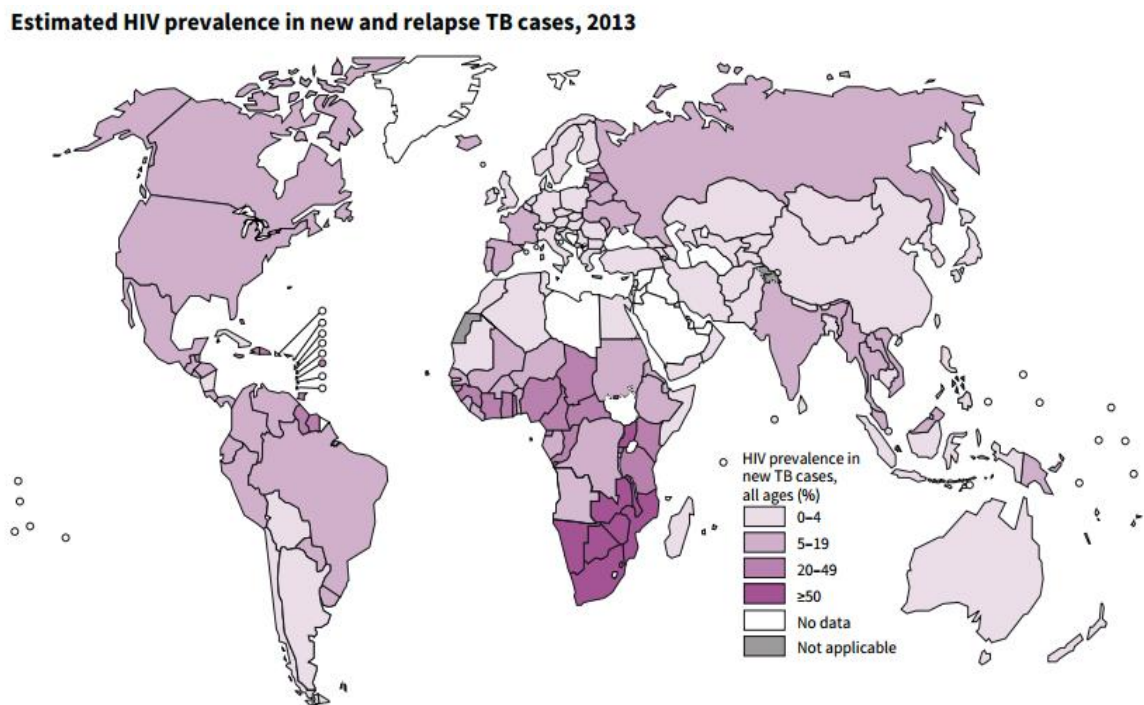 Estimated HIV prevalence in new and relapse TB cases, 2013
HIV prevalence in
new TB cases,
all ages (%)
0–4
5–19
20–49
≥50
No data
Not applicable